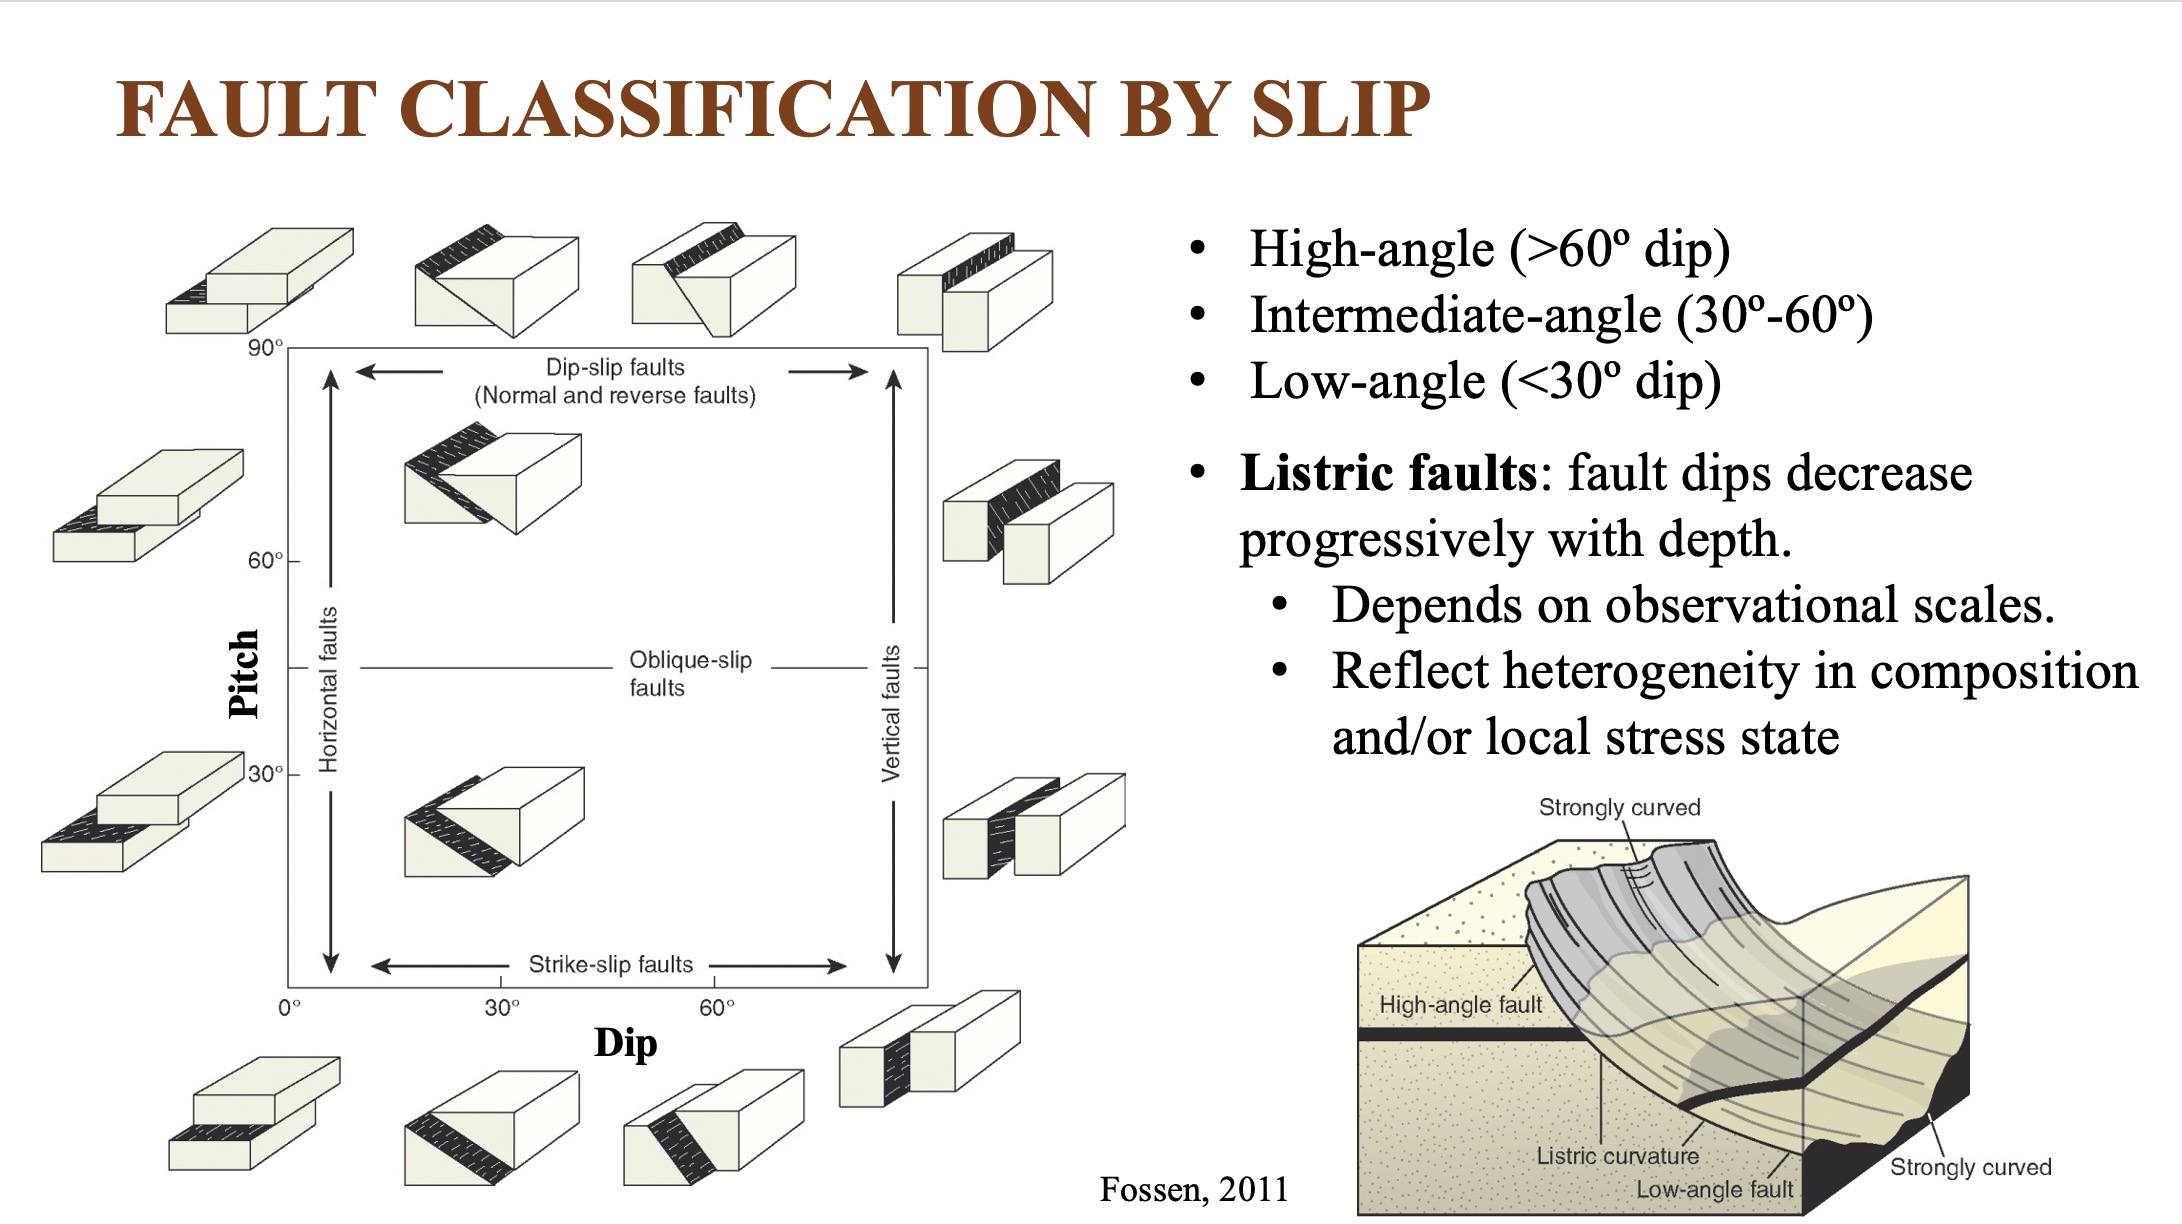 FAULT CLASSIFICATION BY SLIP
90°
Dip-slip faults
(Normal and reverse faults)
60°
Pitch
Horizontal faults
Oblique-slip
faults
Vertical faults
30°
Strike-slip faults
0°
30°
60°
Dip
• High-angle (>60º dip)
• Intermediate-angle (30º-60º)
• Low-angle (<30º dip)
• Listric faults: fault dips decrease
progressively with depth.
• Depends on observational scales.
• Reflect heterogeneity in composition
and/or local stress state
Strongly curved
High-angle fault
Listric curvature
Low-angle fault
Strongly curved
Fossen, 2011